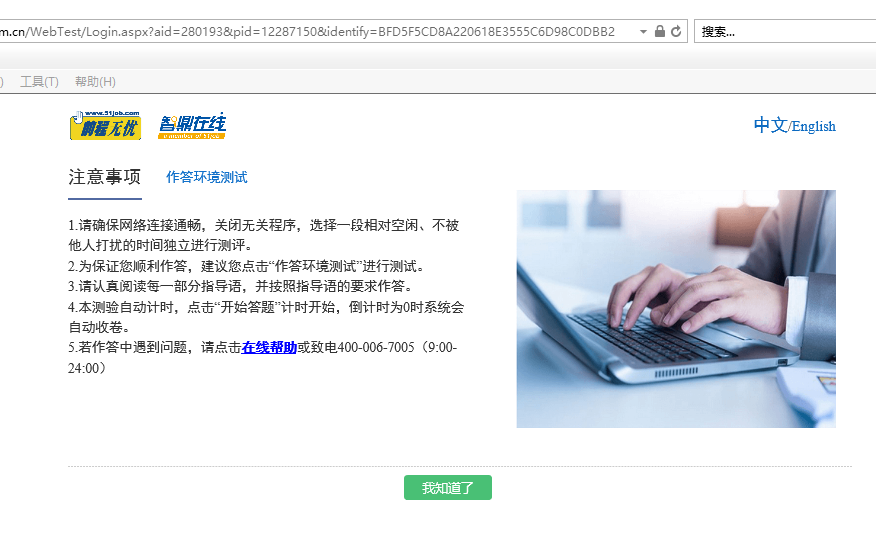 m.cn/WebTest/Login.aspx?aid=280193&pid=12287150&identify=BFD5F5CD8A220618E3555C6D98C0DBB2
搜索...
) 工具(T) 帮助(H)
www.51job.com
前程无忧
智鼎在线
a member of 51job
中文/English
注意事项 作答环境测试
1.请确保网络连接通畅，关闭无关程序，选择一段相对空闲、不被
他人打扰的时间独立进行测评。
2.为保证您顺利作答，建议您点击“作答环境测试”进行测试。
3.请认真阅读每一部分指导语，并按照指导语的要求作答。
4.本测验自动计时，点击“开始答题”计时开始，倒计时为0时系统会
自动收卷。
5.若作答中遇到问题，请点击在线帮助或致电400-006-7005（9:00-
24:00）
我知道了